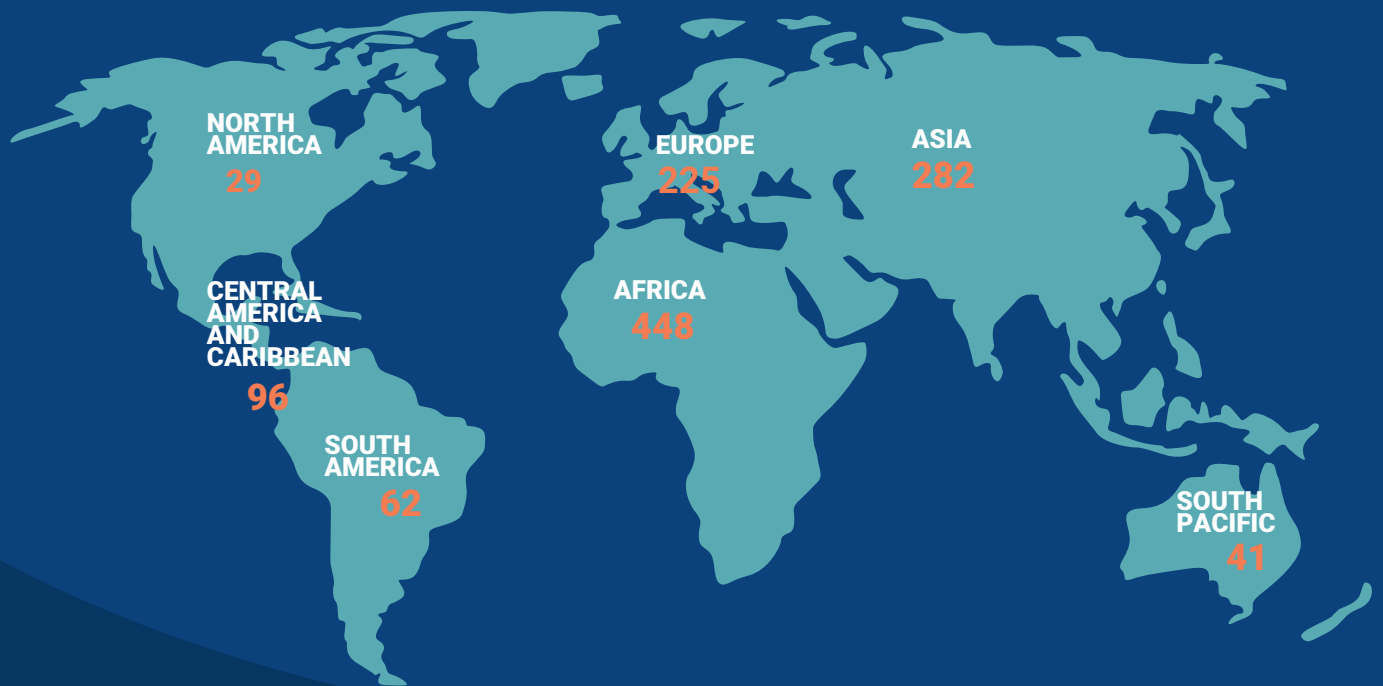 NORTH
AMERICA
29
EUROPE
225
ASIA
282
CENTRAL
AMERICA
AND
CARIBBEAN
96
AFRICA
448
SOUTH
AMERICA
62
SOUTH
PACIFIC
41